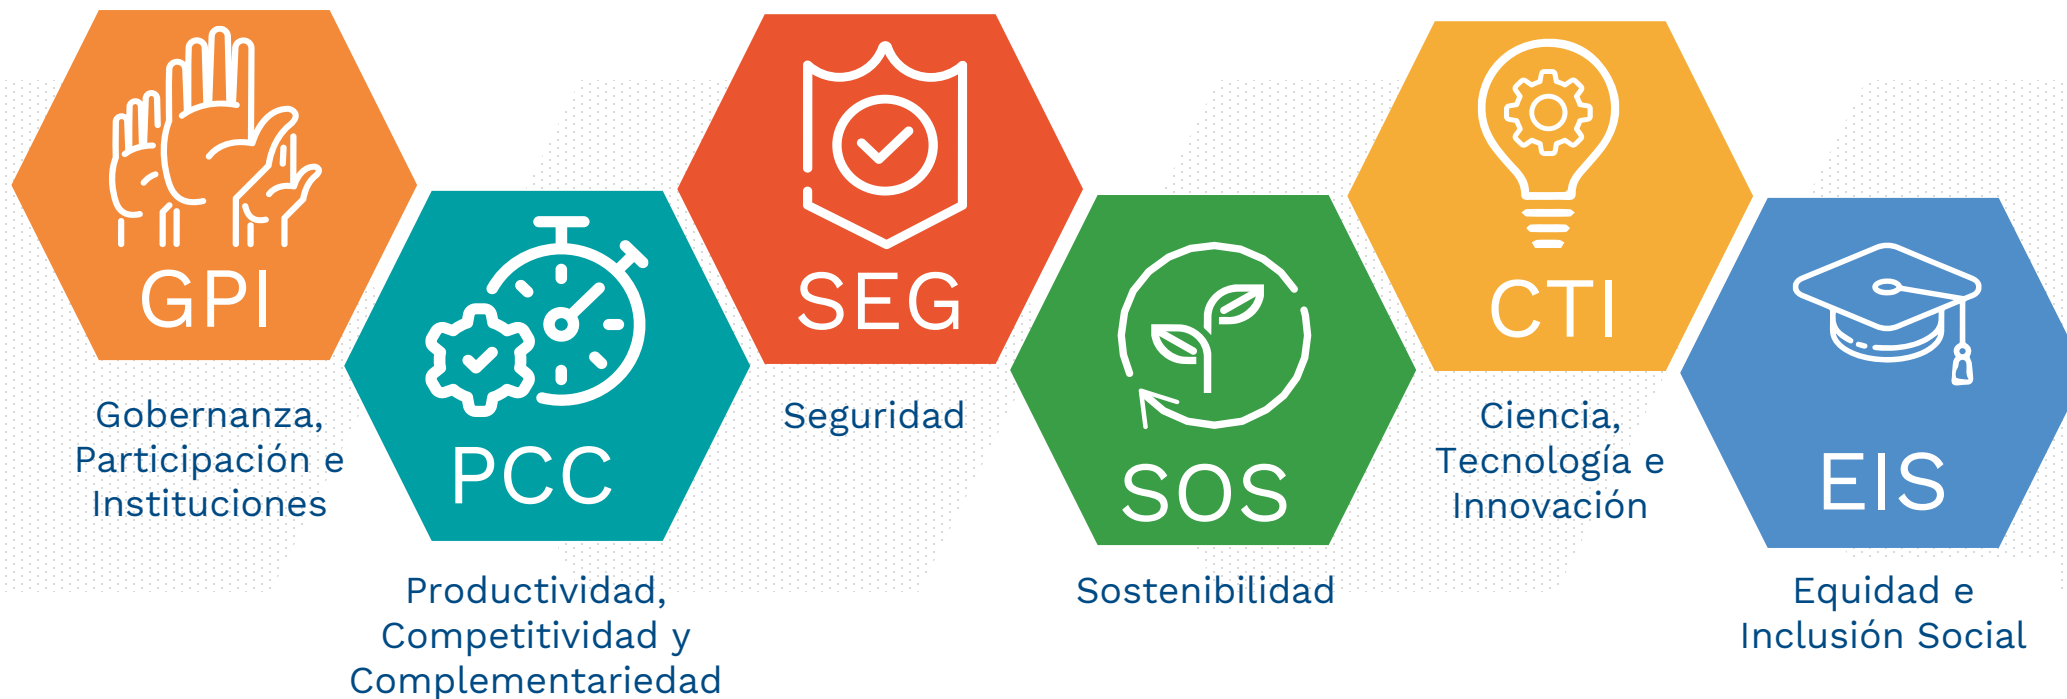 GPI
Gobernanza,
Participación e
Instituciones
PCC
Productividad,
Competitividad y
Complementariedad
SEG
Seguridad
SOS
Sostenibilidad
CTI
Ciencia,
Tecnología e
Innovación
EIS
Equidad e
Inclusión Social